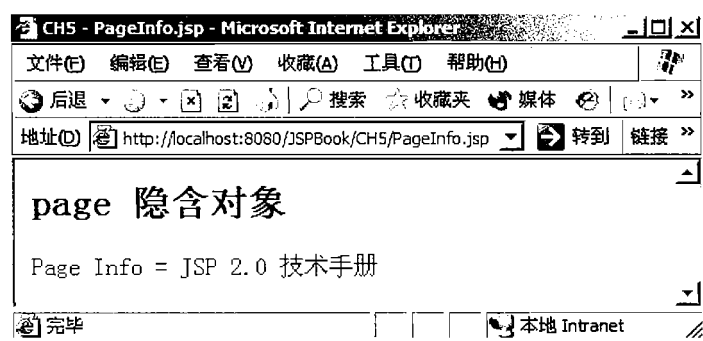 CH5 - PageInfo.jsp - Microsoft Internet Explorer
文件(F) 编辑(E) 查看(V) 收藏(A) 工具(T) 帮助(H)
后退 搜索 收藏夹 媒体 »
地址(D) http://localhost:8080/JSPBook/CH5/PageInfo.jsp 转到 链接 »
page 隐含对象
Page Info = JSP 2.0 技术手册
完毕 本地 Intranet